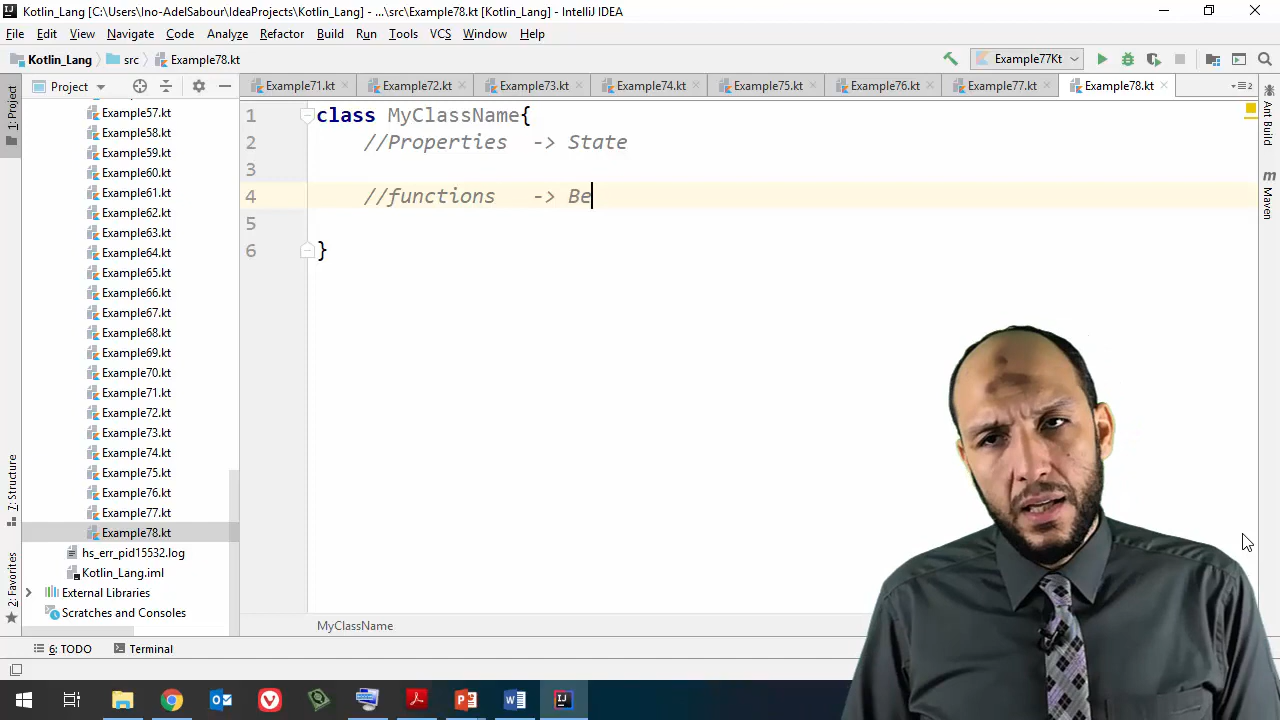 Kotlin_Lang [C:\Users\Ino-AdelSabour\IdeaProjects\Kotlin_Lang] - ...\src\Example78.kt [Kotlin_Lang] - IntelliJ IDEA
File Edit View Navigate Code Analyze Refactor Build Run Tools VCS Window Help
Kotlin_Lang src Example78.kt Example77Kt
Project
Example71.kt Example72.kt Example73.kt Example74.kt Example75.kt Example76.kt Example77.kt Example78.kt
2
1: Project
7: Structure
2: Favorites
Example57.kt
Example58.kt
Example59.kt
Example60.kt
Example61.kt
Example62.kt
Example63.kt
Example64.kt
Example65.kt
Example66.kt
Example67.kt
Example68.kt
Example69.kt
Example70.kt
Example71.kt
Example72.kt
Example73.kt
Example74.kt
Example75.kt
Example76.kt
Example77.kt
Example78.kt
hs_err_pid15532.log
Kotlin_Lang.iml
External Libraries
Scratches and Consoles
1 class MyClassName{
2 //Properties -> State
3
4 //functions -> Be
5
6 }
MyClassName
Ant Build
m
Maven
6: TODO Terminal